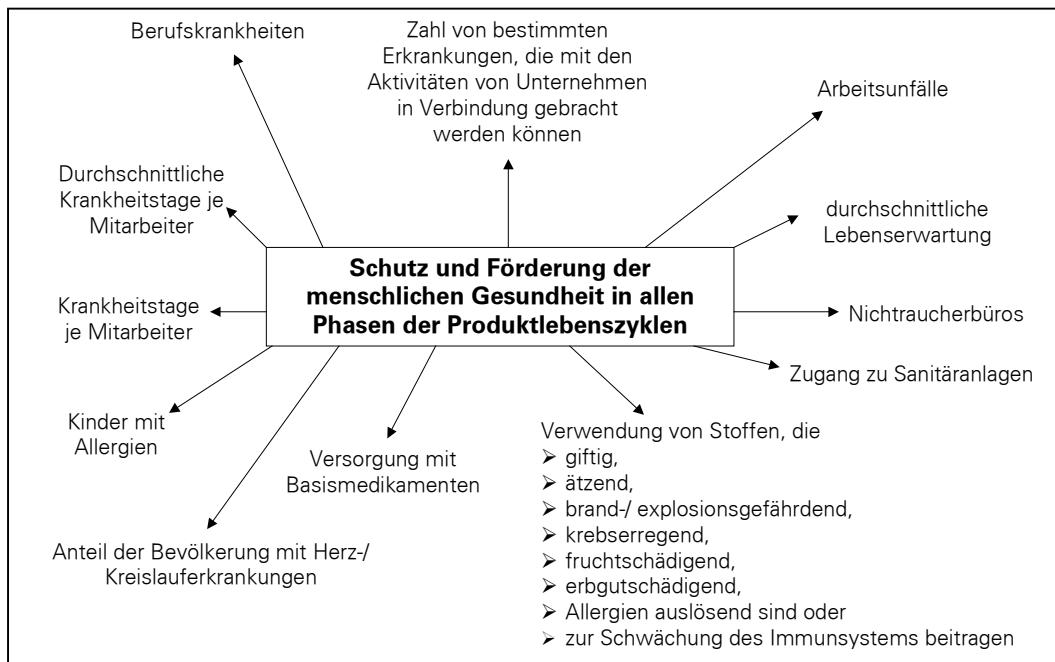 Berufskrankheiten
Zahl von bestimmten
Erkrankungen, die mit den
Aktivitäten von Unternehmen
in Verbindung gebracht
werden können
Arbeitsunfälle
Durchschnittliche
Krankheitstage je
Mitarbeiter
durchschnittliche
Lebenserwartung
Schutz und Förderung der
menschlichen Gesundheit in allen
Phasen der Produktlebenszyklen
Krankheitstage
je Mitarbeiter
Nichtraucherbüros
Zugang zu Sanitäranlagen
Kinder mit
Allergien
Versorgung mit
Basismedikamenten
Anteil der Bevölkerung mit Herz-/
Kreislauferkrankungen
Verwendung von Stoffen, die
➢ giftig,
➢ ätzend,
➢ brand-/ explosionsgefährdend,
➢ krebserregend,
➢ fruchtschädigend,
➢ erbgutschädigend,
➢ Allergien auslösend sind oder
➢ zur Schwächung des Immunsystems beitragen